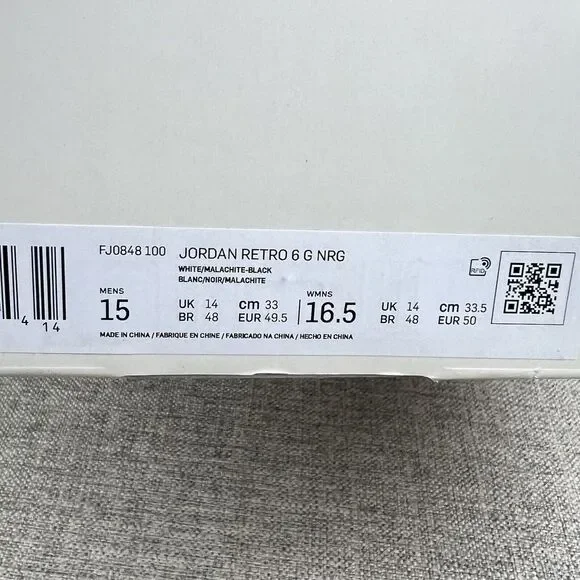 FJ0848 100 JORDAN RETRO 6 G NRG
WHITE/MALACHITE-BLACK
BLANC/NOIR/MALACHITE
RFID
MENS
15
UK 14 cm 33
BR 48 EUR 49.5
WMNS
16.5
UK 14 cm 33.5
BR 48 EUR 50
4 14
MADE IN CHINA / FABRIQUE EN CHINE / FABRICADO NA CHINA / HECHO EN CHINA